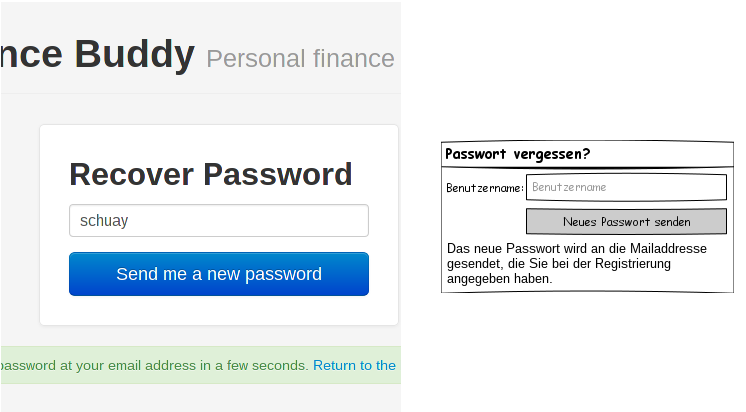 nce Buddy Personal finance
Recover Password
schuay
Send me a new password
password at your email address in a few seconds. Return to the
Passwort vergessen?
Benutzername: Benutzername
Neues Passwort senden
Das neue Passwort wird an die Mailaddresse
gesendet, die Sie bei der Registrierung
angegeben haben.